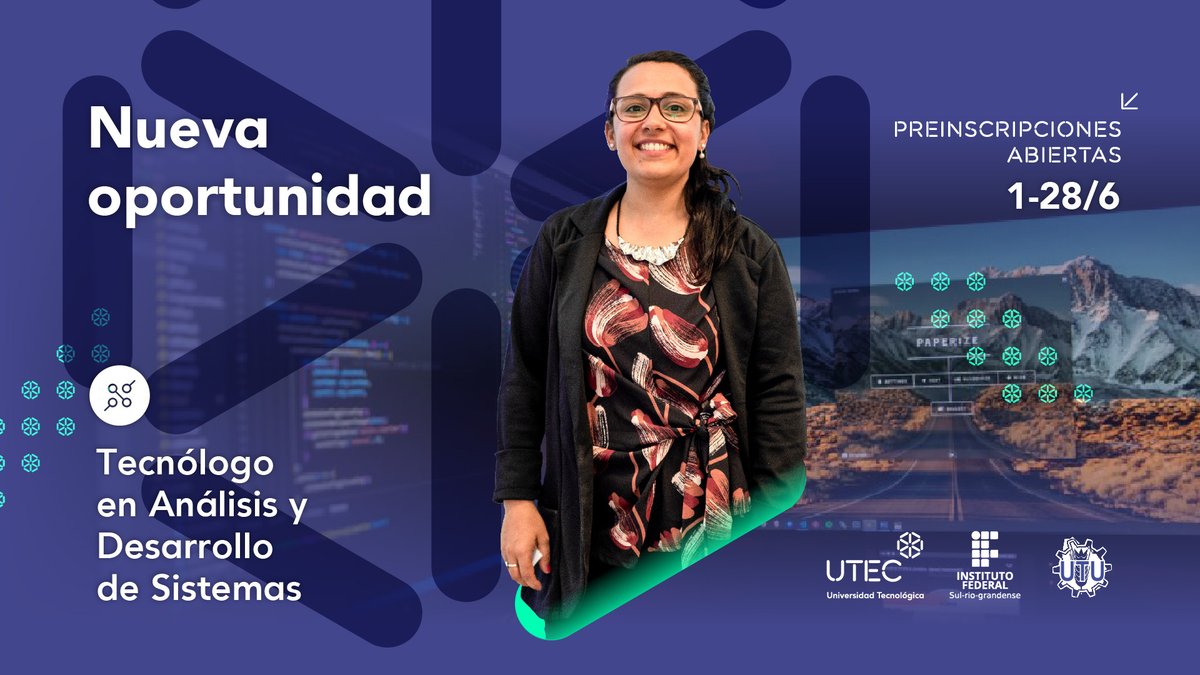 Nueva
oportunidad
PREINSCRIPCIONES
ABIERTAS
1-28/6
PAPERIZE
Tecnólogo
en Análisis y
Desarrollo
de Sistemas
UTEC
Universidad Tecnológica
INSTITUTO
FEDERAL
Sul-rio-grandense
UTU